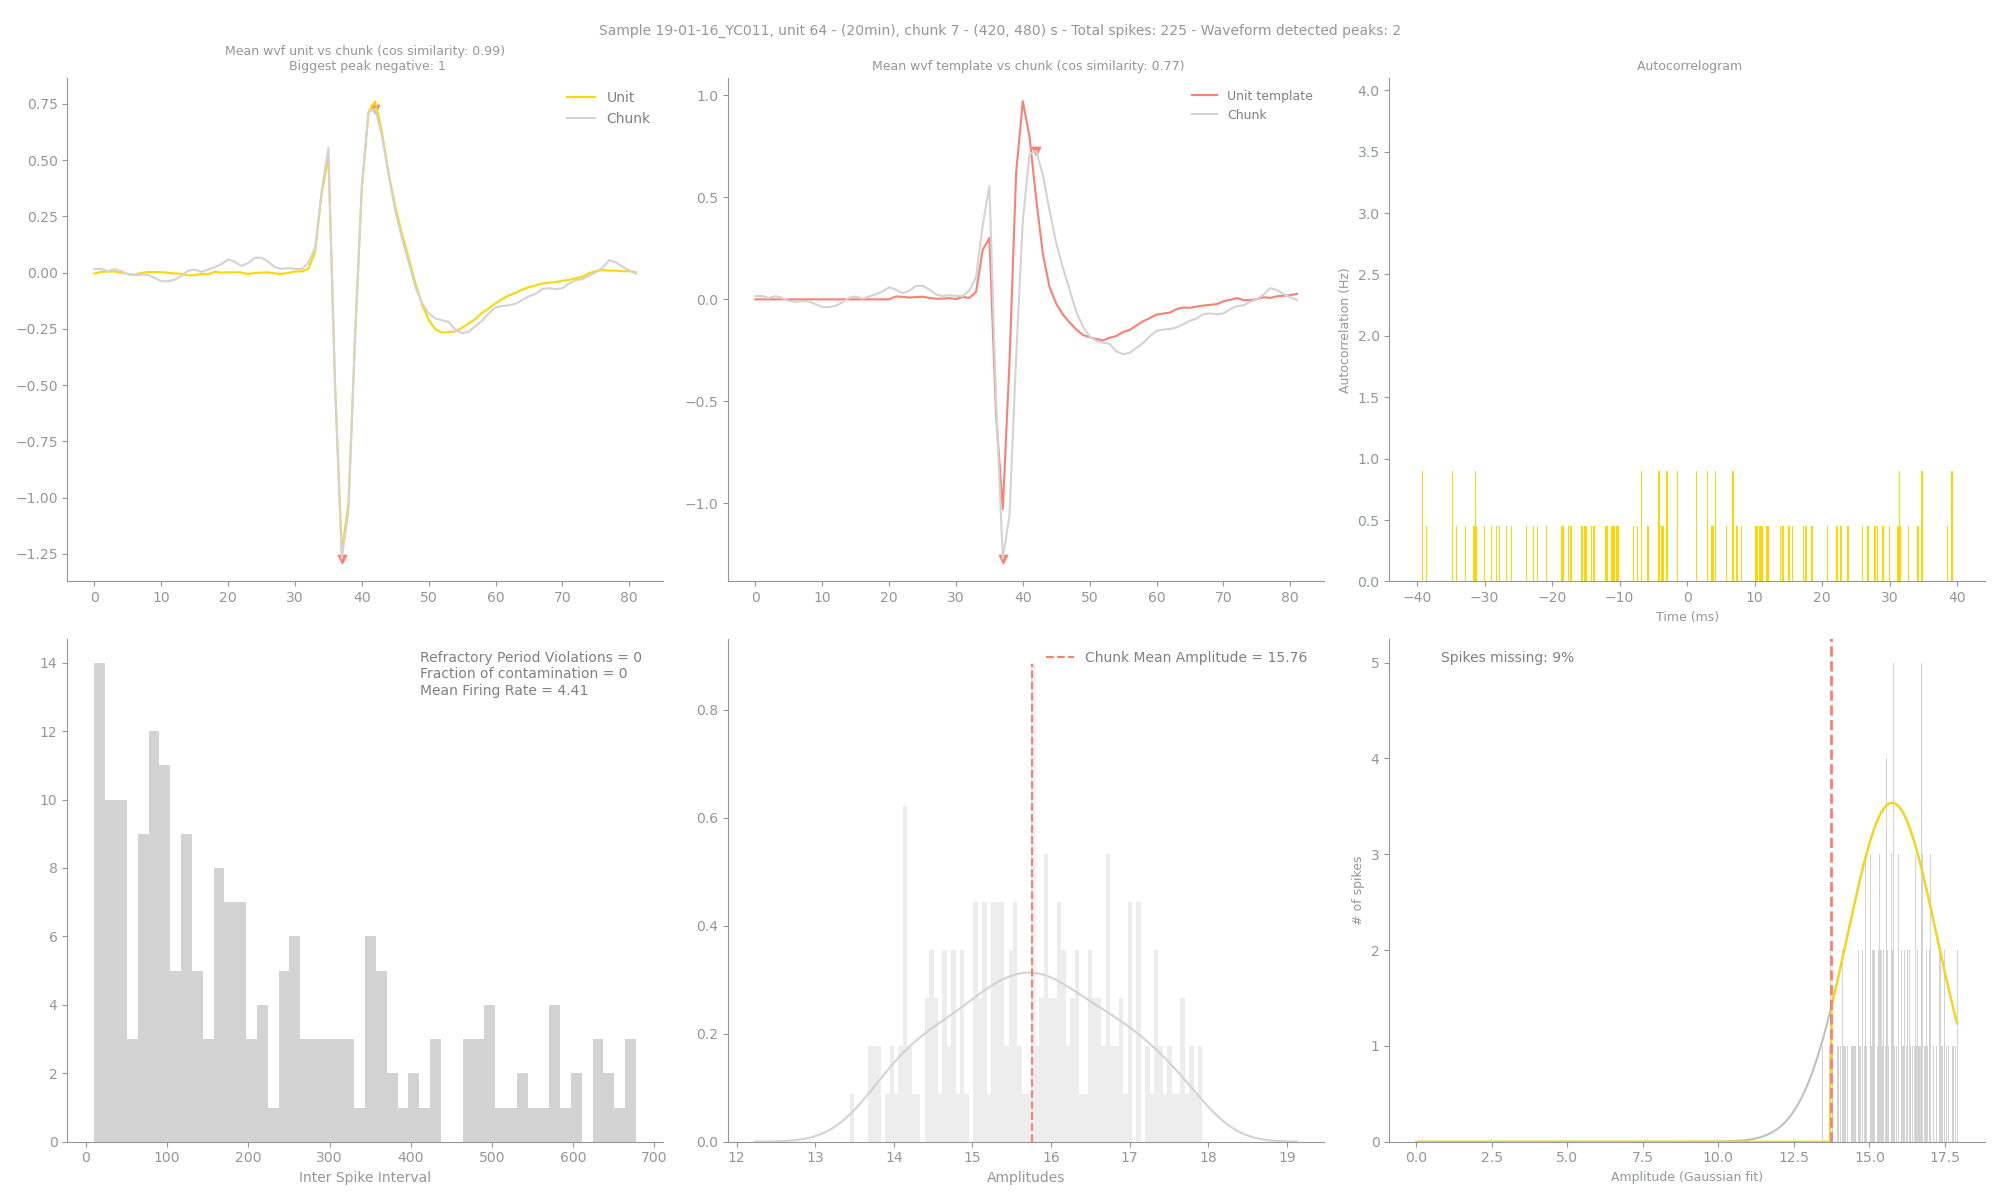 Sample 19-01-16_YC011, unit 64 - (20min), chunk 7 - (420, 480) s - Total spikes: 225 - Waveform detected peaks: 2
Mean wvf unit vs chunk (cos similarity: 0.99)
Biggest peak negative: 1
Unit
Chunk
0.75
0.50
0.25
0.00
−0.25
−0.50
−0.75
−1.00
−1.25
0 10 20 30 40 50 60 70 80
Mean wvf template vs chunk (cos similarity: 0.77)
Unit template
Chunk
1.0
0.5
0.0
−0.5
−1.0
0 10 20 30 40 50 60 70 80
Autocorrelogram
Autocorrelation (Hz)
4.0
3.5
3.0
2.5
2.0
1.5
1.0
0.5
0.0
−40 −30 −20 −10 0 10 20 30 40
Time (ms)
Refractory Period Violations = 0
Fraction of contamination = 0
Mean Firing Rate = 4.41
14
12
10
8
6
4
2
0
0 100 200 300 400 500 600 700
Inter Spike Interval
Chunk Mean Amplitude = 15.76
0.8
0.6
0.4
0.2
0.0
12 13 14 15 16 17 18 19
Amplitudes
Spikes missing: 9%
# of spikes
5
4
3
2
1
0
0.0 2.5 5.0 7.5 10.0 12.5 15.0 17.5
Amplitude (Gaussian fit)